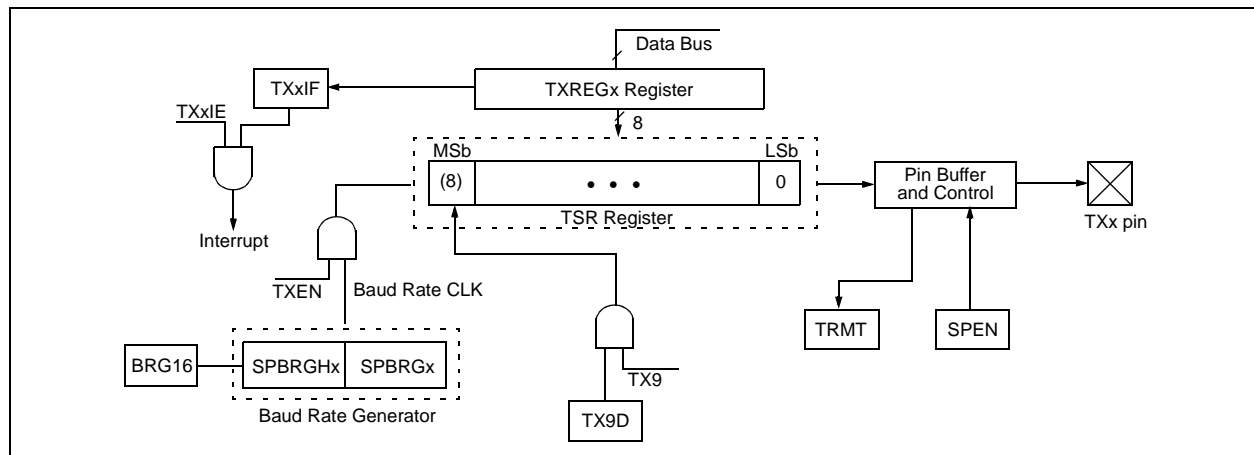 Data Bus
TXxIF
TXREGx Register
TXxIE
8
MSb
LSb
(8)
• • •
0
TSR Register
Pin Buffer
and Control
TXx pin
Interrupt
TXEN
Baud Rate CLK
TRMT
SPEN
BRG16
SPBRGHx
SPBRGx
TX9
Baud Rate Generator
TX9D